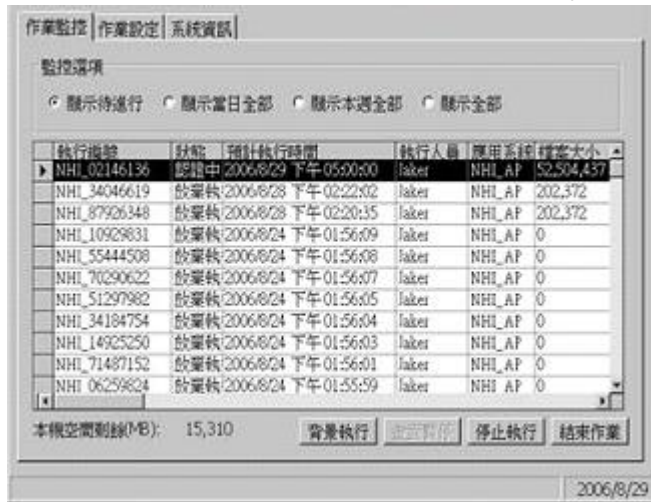 作業監控 作業設定 系統資訊
監控選項
顯示待進行 顯示當日全部 顯示本週全部 顯示全部
執行編號 狀態 預計執行時間 執行人員 應用系統 檔案大小
NHI_02146136 認證中 2006/8/29 下午 05:00:00 Jaker NHI_AP 52,504,437
NHI_34046619 放棄執 2006/8/28 下午 02:22:02 Jaker NHI_AP 202,372
NHI_87926348 放棄執 2006/8/28 下午 02:20:35 Jaker NHI_AP 202,372
NHI_10929831 放棄執 2006/8/24 下午 01:56:09 Jaker NHI_AP 0
NHI_55444508 放棄執 2006/8/24 下午 01:56:08 Jaker NHI_AP 0
NHI_70290622 放棄執 2006/8/24 下午 01:56:07 Jaker NHI_AP 0
NHI_51297982 放棄執 2006/8/24 下午 01:56:05 Jaker NHI_AP 0
NHI_34184754 放棄執 2006/8/24 下午 01:56:04 Jaker NHI_AP 0
NHI_14925250 放棄執 2006/8/24 下午 01:56:03 Jaker NHI_AP 0
NHI_71487152 放棄執 2006/8/24 下午 01:56:01 Jaker NHI_AP 0
NHI_06259824 放棄執 2006/8/24 下午 01:55:59 Jaker NHI_AP 0
本機空間剩餘(MB): 15,310 背景執行 停止執行 結束作業
2006/8/29